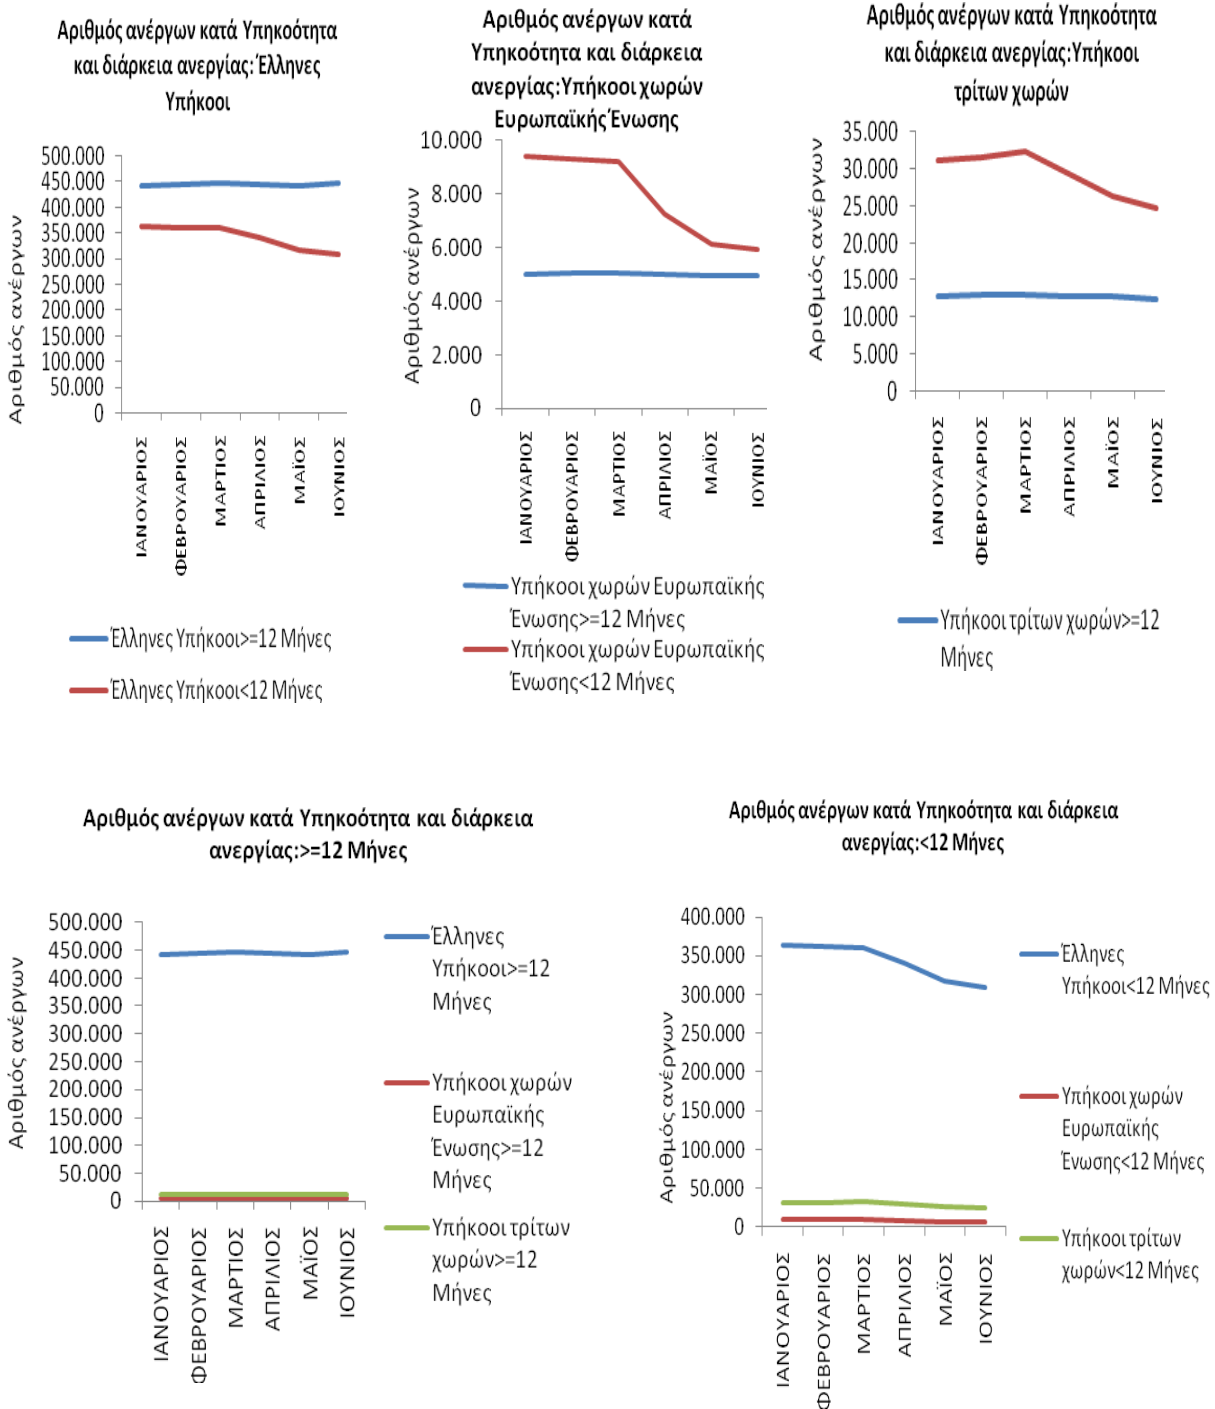 Αριθμός ανέργων κατά Υπηκοότητα
και διάρκεια ανεργίας:Έλληνες
Υπήκοοι
Αριθμός ανέργων
500.000
450.000
400.000
350.000
300.000
250.000
200.000
150.000
100.000
50.000
0
ΙΑΝΟΥΑΡΙΟΣ
ΦΕΒΡΟΥΑΡΙΟΣ
ΜΑΡΤΙΟΣ
ΑΠΡΙΛΙΟΣ
ΜΑΪΟΣ
ΙΟΥΝΙΟΣ
Έλληνες Υπήκοοι>=12 Μήνες
Έλληνες Υπήκοοι<12 Μήνες
Αριθμός ανέργων κατά
Υπηκοότητα και διάρκεια
ανεργίας:Υπήκοοι χωρών
Ευρωπαϊκής Ένωσης
Αριθμός ανέργων
10.000
8.000
6.000
4.000
2.000
0
ΙΑΝΟΥΑΡΙΟΣ
ΦΕΒΡΟΥΑΡΙΟΣ
ΜΑΡΤΙΟΣ
ΑΠΡΙΛΙΟΣ
ΜΑΪΟΣ
ΙΟΥΝΙΟΣ
Υπήκοοι χωρών Ευρωπαϊκής
Ένωσης>=12 Μήνες
Υπήκοοι χωρών Ευρωπαϊκής
Ένωσης<12 Μήνες
Αριθμός ανέργων κατά Υπηκοότητα
και διάρκεια ανεργίας:Υπήκοοι
τρίτων χωρών
Αριθμός ανέργων
35.000
30.000
25.000
20.000
15.000
10.000
5.000
0
ΙΑΝΟΥΑΡΙΟΣ
ΦΕΒΡΟΥΑΡΙΟΣ
ΜΑΡΤΙΟΣ
ΑΠΡΙΛΙΟΣ
ΜΑΪΟΣ
ΙΟΥΝΙΟΣ
Υπήκοοι τρίτων χωρών>=12
Μήνες
Αριθμός ανέργων κατά Υπηκοότητα και διάρκεια
ανεργίας:>=12 Μήνες
Αριθμός ανέργων
500.000
450.000
400.000
350.000
300.000
250.000
200.000
150.000
100.000
50.000
0
ΙΑΝΟΥΑΡΙΟΣ
ΦΕΒΡΟΥΑΡΙΟΣ
ΜΑΡΤΙΟΣ
ΑΠΡΙΛΙΟΣ
ΜΑΪΟΣ
ΙΟΥΝΙΟΣ
Έλληνες
Υπήκοοι>=12
Μήνες
Υπήκοοι χωρών
Ευρωπαϊκής
Ένωσης>=12
Μήνες
Υπήκοοι τρίτων
χωρών>=12
Μήνες
Αριθμός ανέργων κατά Υπηκοότητα και διάρκεια
ανεργίας:<12 Μήνες
Αριθμός ανέργων
400.000
350.000
300.000
250.000
200.000
150.000
100.000
50.000
0
ΙΑΝΟΥΑΡΙΟΣ
ΦΕΒΡΟΥΑΡΙΟΣ
ΜΑΡΤΙΟΣ
ΑΠΡΙΛΙΟΣ
ΜΑΪΟΣ
ΙΟΥΝΙΟΣ
Έλληνες
Υπήκοοι<12 Μήνες
Υπήκοοι χωρών
Ευρωπαϊκής
Ένωσης<12 Μήνες
Υπήκοοι τρίτων
χωρών<12 Μήνες